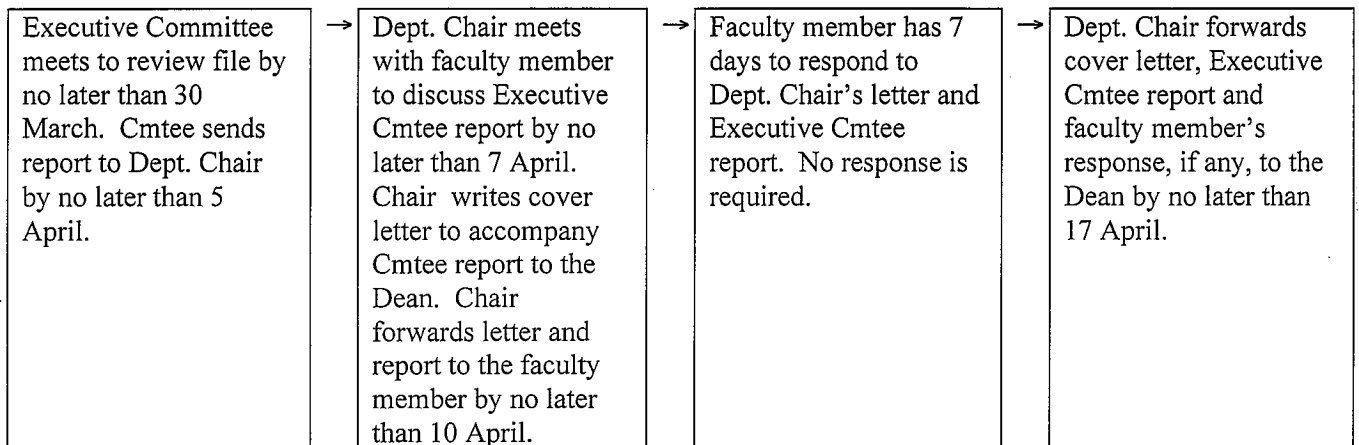 Executive Committee
meets to review file by
no later than 30
March. Cmtee sends
report to Dept. Chair
by no later than 5
April.
→
Dept. Chair meets
with faculty member
to discuss Executive
Cmtee report by no
later than 7 April.
Chair writes cover
letter to accompany
Cmtee report to the
Dean. Chair
forwards letter and
report to the faculty
member by no later
than 10 April.
→
Faculty member has 7
days to respond to
Dept. Chair's letter and
Executive Cmtee
report. No response is
required.
→
Dept. Chair forwards
cover letter, Executive
Cmtee report and
faculty member's
response, if any, to the
Dean by no later than
17 April.